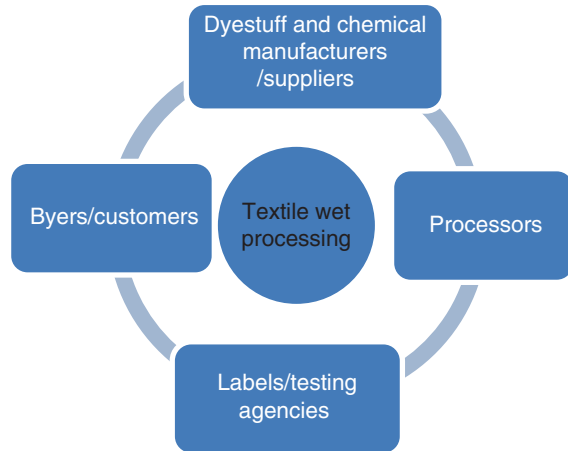 Dyestuff and chemical
manufacturers
/suppliers
Byers/customers
Textile wet
processing
Processors
Labels/testing
agencies